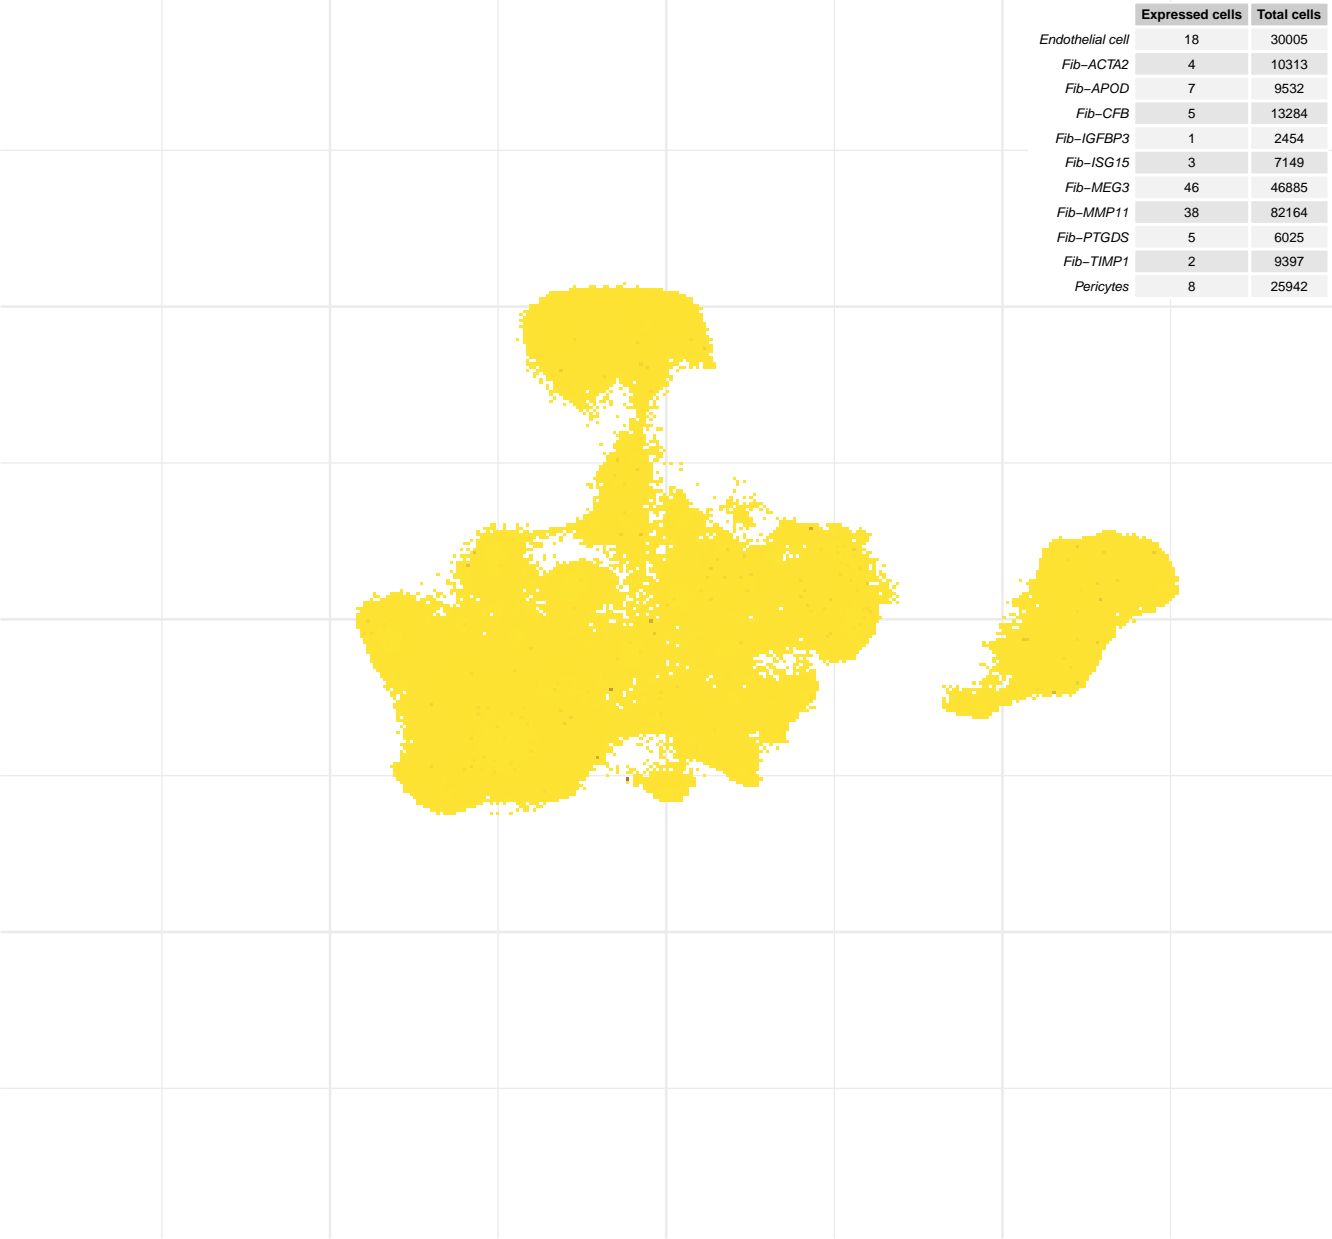 Expressed cells Total cells
Endothelial cell 18 30005
Fib−ACTA2 4 10313
Fib−APOD 7 9532
Fib−CFB 5 13284
Fib−IGFBP3 1 2454
Fib−ISG15 3 7149
Fib−MEG3 46 46885
Fib−MMP11 38 82164
Fib−PTGDS 5 6025
Fib−TIMP1 2 9397
Pericytes 8 25942